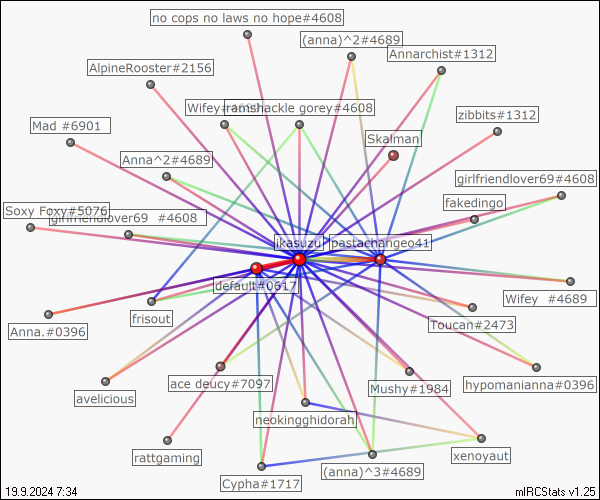 no cops no laws no hope#4608
(anna)^2#4689
Annarchist#1312
AlpineRooster#2156
Wifey
ramshackle gorey#4608
zibbits#1312
Mad #6901
Skalman
Anna^2#4689
girlfriendlover69#4608
fakedingo
Soxy Foxy#5076
girlfriendlover69 #4608
ikasuzu
pastachangeo41
default#0617
Wifey #4689
frisout
Anna.#0396
Toucan#2473
ace deucy#7097
Mushy#1984
hypomanianna#0396
avelicious
neokingghidorah
rattgaming
xenoyaut
(anna)^3#4689
Cypha#1717
19.9.2024 7:34
mIRCStats v1.25